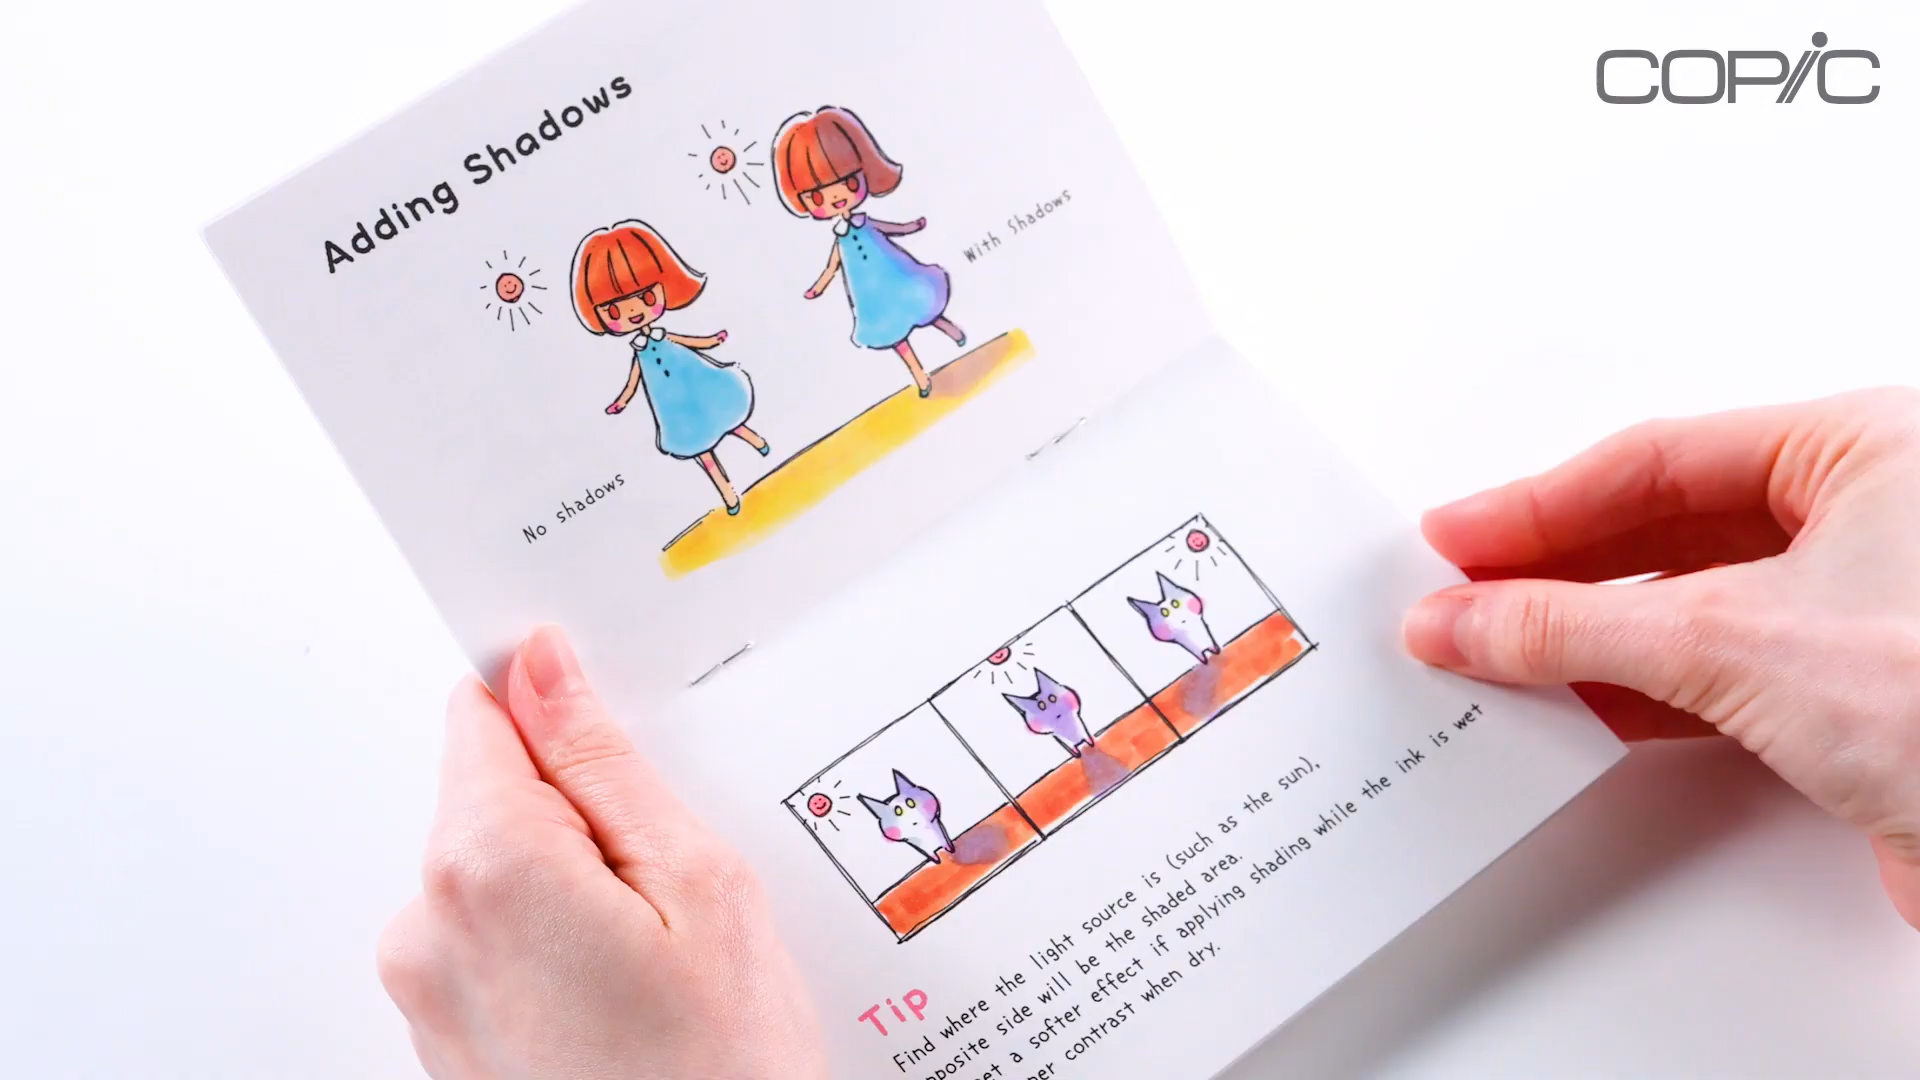 COPIC
Adding Shadows
With Shadows
No shadows
Tip
Find where the light source is (such as the sun),
side will be the shaded area.
a softer effect if applying shading while the ink is wet
contrast when dry.